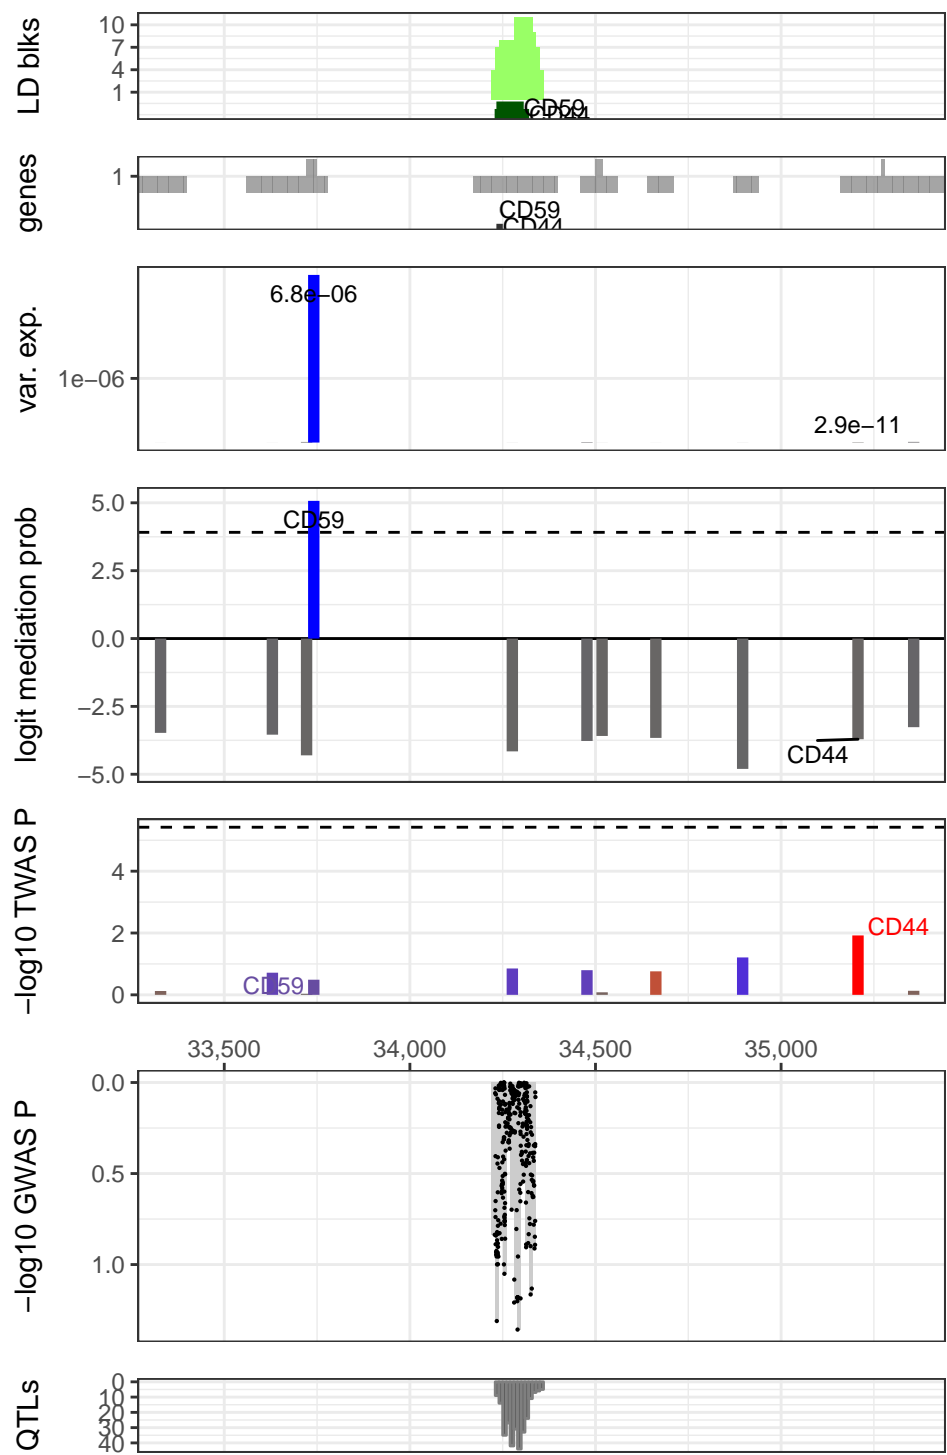 LD blks
10
7
4
1
CD59
CD44
genes
1
CD59
CD44
var. exp.
1e−06
6.8e−06
2.9e−11
logit mediation prob
5.0
2.5
0.0
−2.5
−5.0
CD59
CD44
−log10 TWAS P
4
2
0
CD59
CD44
33,500 34,000 34,500 35,000
−log10 GWAS P
0.0
0.5
1.0
QTLs
0
10
20
30
40